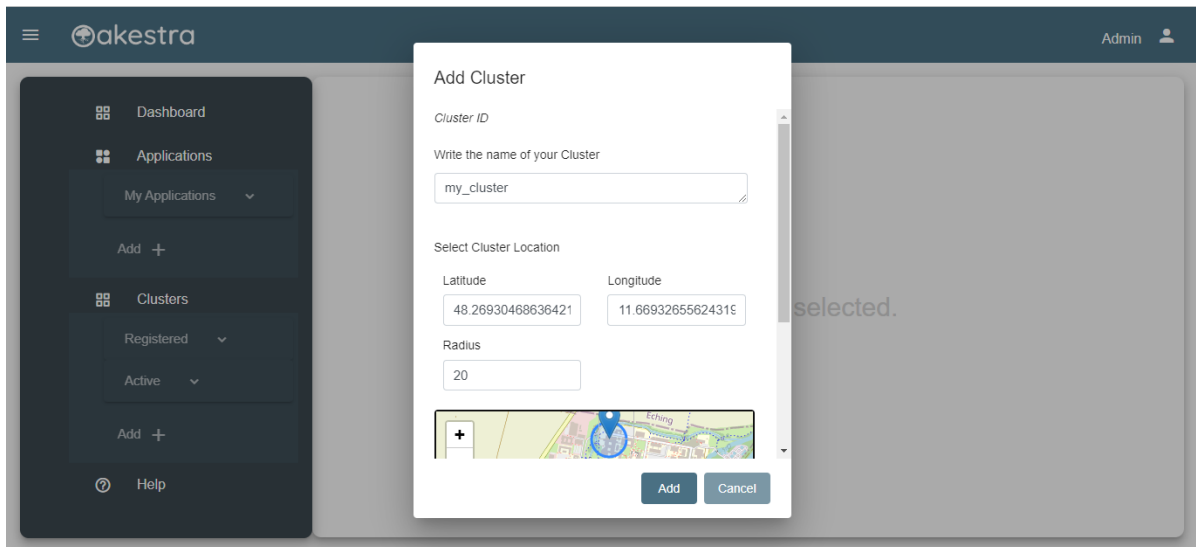 Oakestra
Admin
Dashboard
Applications
My Applications
Add +
Clusters
Registered
Active
Add +
Help
Add Cluster
Cluster ID
Write the name of your Cluster
my_cluster
Select Cluster Location
Latitude Longitude
48.26930468636421 11.66932655624319
Radius
20
+
Eching
Add Cancel
selected.